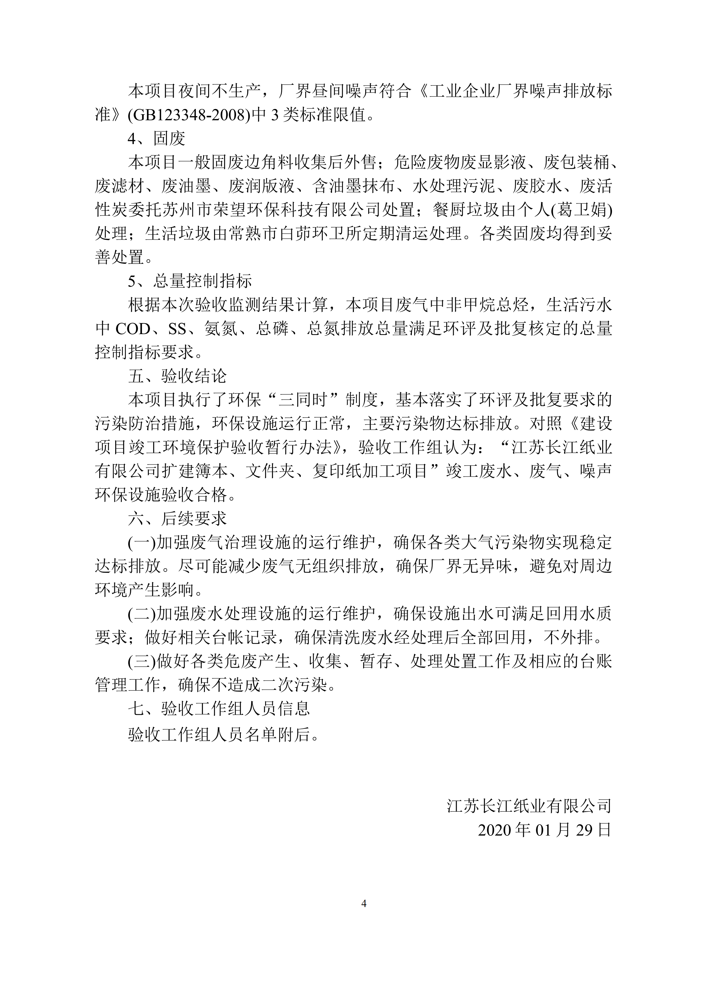 本项目夜间不生产，厂界昼间噪声符合《工业企业厂界噪声排放标
准》(GB123348-2008)中 3 类标准限值。
4、固废
本项目一般固废边角料收集后外售；危险废物废显影液、废包装桶、
废滤材、废油墨、废润版液、含油墨抹布、水处理污泥、废胶水、废活
性炭委托苏州市荣望环保科技有限公司处置；餐厨垃圾由个人(葛卫娟)
处理；生活垃圾由常熟市白茆环卫所定期清运处理。各类固废均得到妥
善处置。
5、总量控制指标
根据本次验收监测结果计算，本项目废气中非甲烷总烃，生活污水
中 COD、SS、氨氮、总磷、总氮排放总量满足环评及批复核定的总量
控制指标要求。
五、验收结论
本项目执行了环保“三同时”制度，基本落实了环评及批复要求的
污染防治措施，环保设施运行正常，主要污染物达标排放。对照《建设
项目竣工环境保护验收暂行办法》，验收工作组认为：“江苏长江纸业
有限公司扩建簿本、文件夹、复印纸加工项目”竣工废水、废气、噪声
环保设施验收合格。
六、后续要求
(一)加强废气治理设施的运行维护，确保各类大气污染物实现稳定
达标排放。尽可能减少废气无组织排放，确保厂界无异味，避免对周边
环境产生影响。
(二)加强废水处理设施的运行维护，确保设施出水可满足回用水质
要求；做好相关台帐记录，确保清洗废水经处理后全部回用，不外排。
(三)做好各类危废产生、收集、暂存、处理处置工作及相应的台账
管理工作，确保不造成二次污染。
七、验收工作组人员信息
验收工作组人员名单附后。
江苏长江纸业有限公司
2020 年 01 月 29 日
4